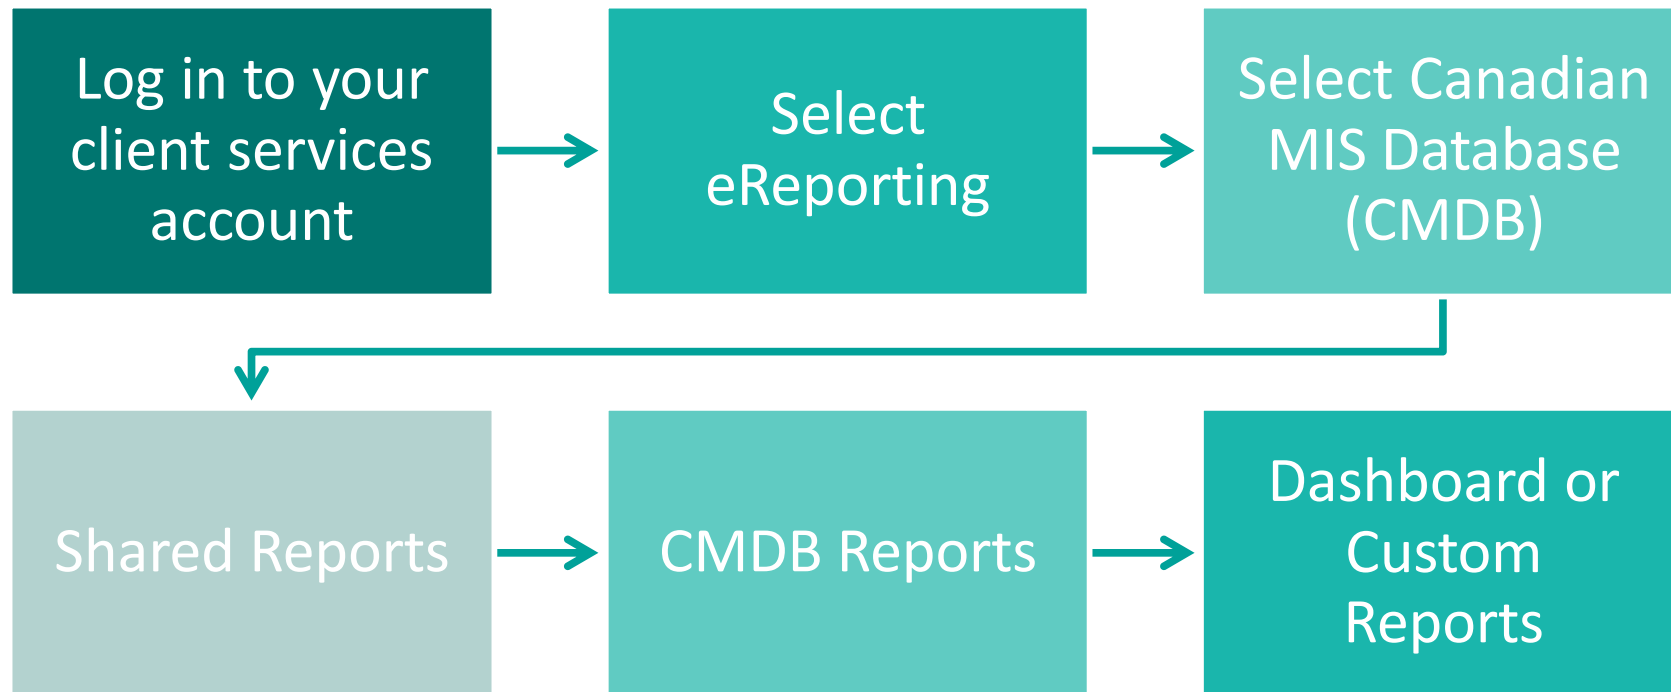 Log in to your
client services
account
Select
eReporting
Select Canadian
MIS Database
(CMDB)
Shared Reports
CMDB Reports
Dashboard or
Custom
Reports